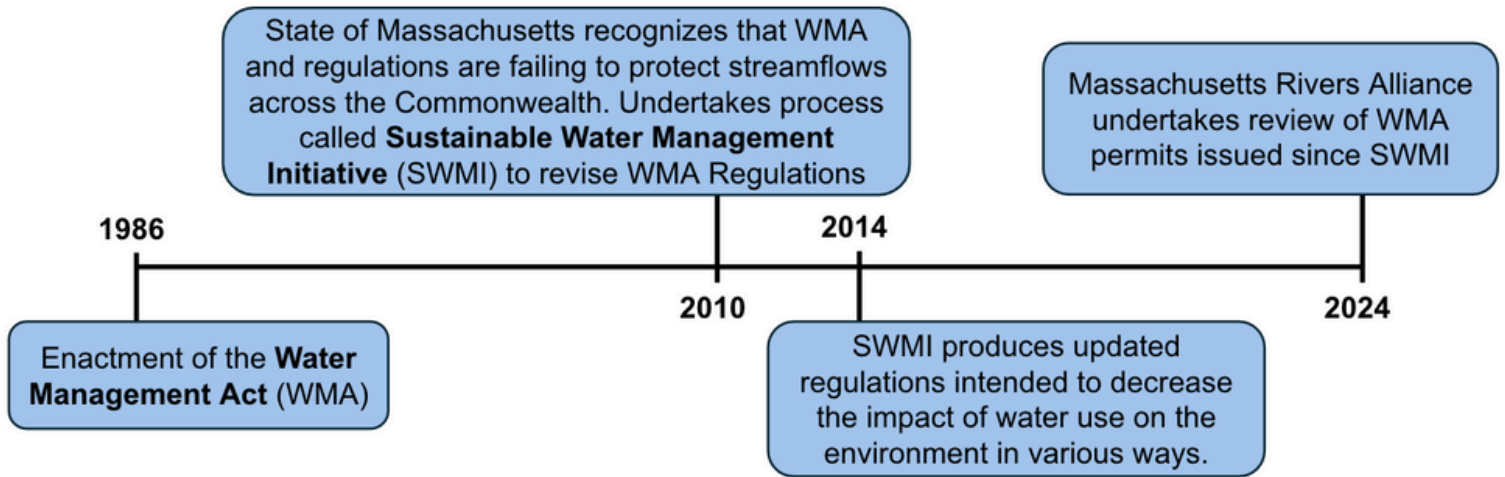 State of Massachusetts recognizes that WMA
and regulations are failing to protect streamflows
across the Commonwealth. Undertakes process
called Sustainable Water Management
Initiative (SWMI) to revise WMA Regulations
Massachusetts Rivers Alliance
undertakes review of WMA
permits issued since SWMI
1986
2014
2010
2024
Enactment of the Water
Management Act (WMA)
SWMI produces updated
regulations intended to decrease
the impact of water use on the
environment in various ways.